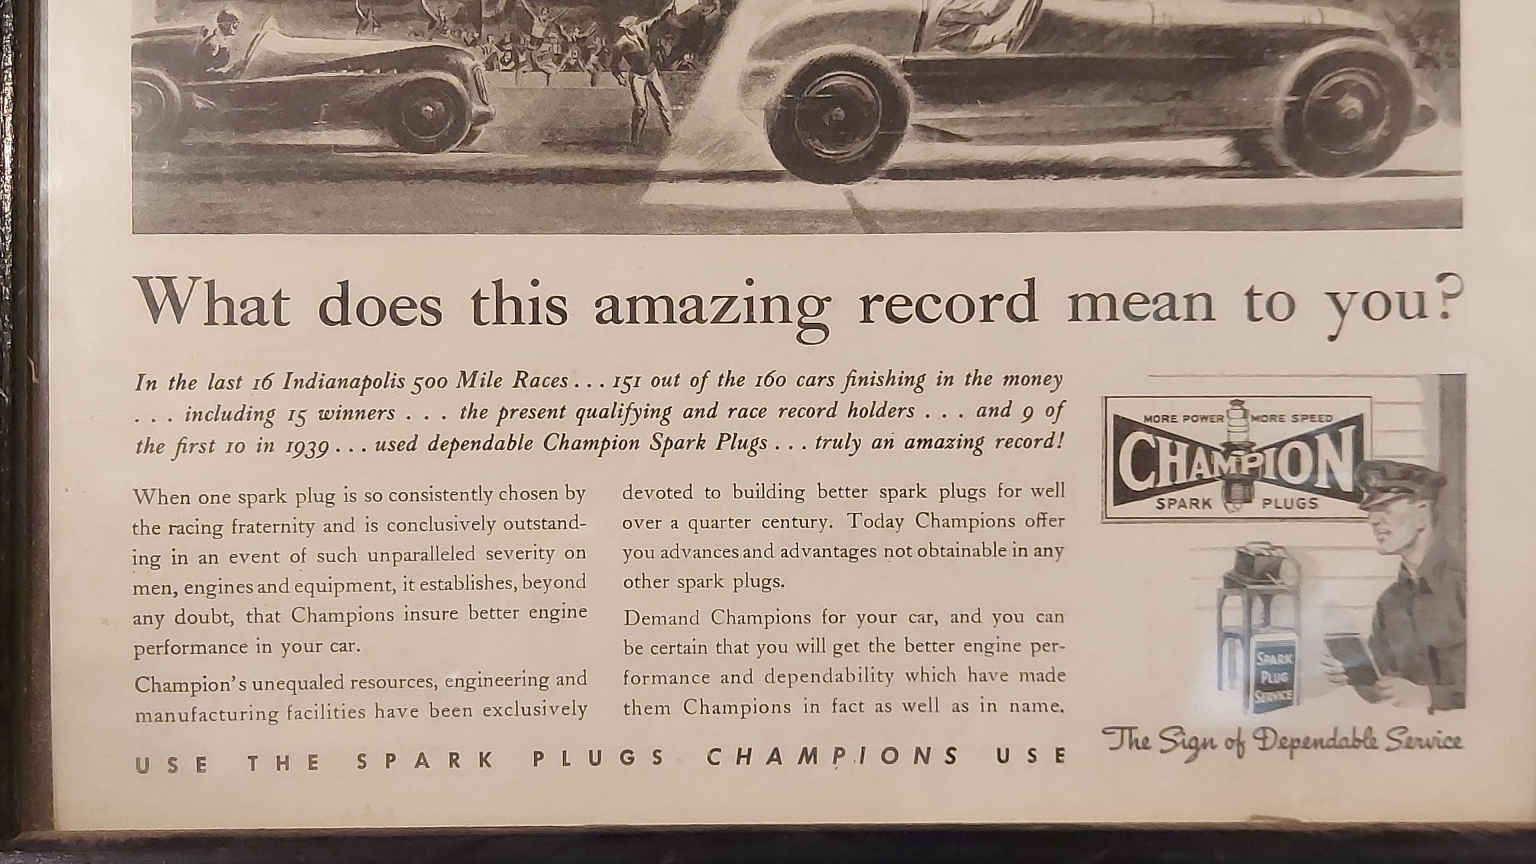 What does this amazing record mean to you?
In the last 16 Indianapolis 500 Mile Races . . . 151 out of the 160 cars finishing in the money
. . . including 15 winners . . . the present qualifying and race record holders . . . and 9 of
the first 10 in 1939 . . . used dependable Champion Spark Plugs . . . truly an amazing record!
When one spark plug is so consistently chosen by
the racing fraternity and is conclusively outstand-
ing in an event of such unparalleled severity on
men, engines and equipment, it establishes, beyond
any doubt, that Champions insure better engine
performance in your car.
Champion's unequaled resources, engineering and
manufacturing facilities have been exclusively
devoted to building better spark plugs for well
over a quarter century. Today Champions offer
you advances and advantages not obtainable in any
other spark plugs.
Demand Champions for your car, and you can
be certain that you will get the better engine per-
formance and dependability which have made
them Champions in fact as well as in name.
USE THE SPARK PLUGS CHAMPIONS USE
MORE POWER MORE SPEED
CHAMPION
SPARK PLUGS
SPARK
PLUG
SERVICE
The Sign of Dependable Service